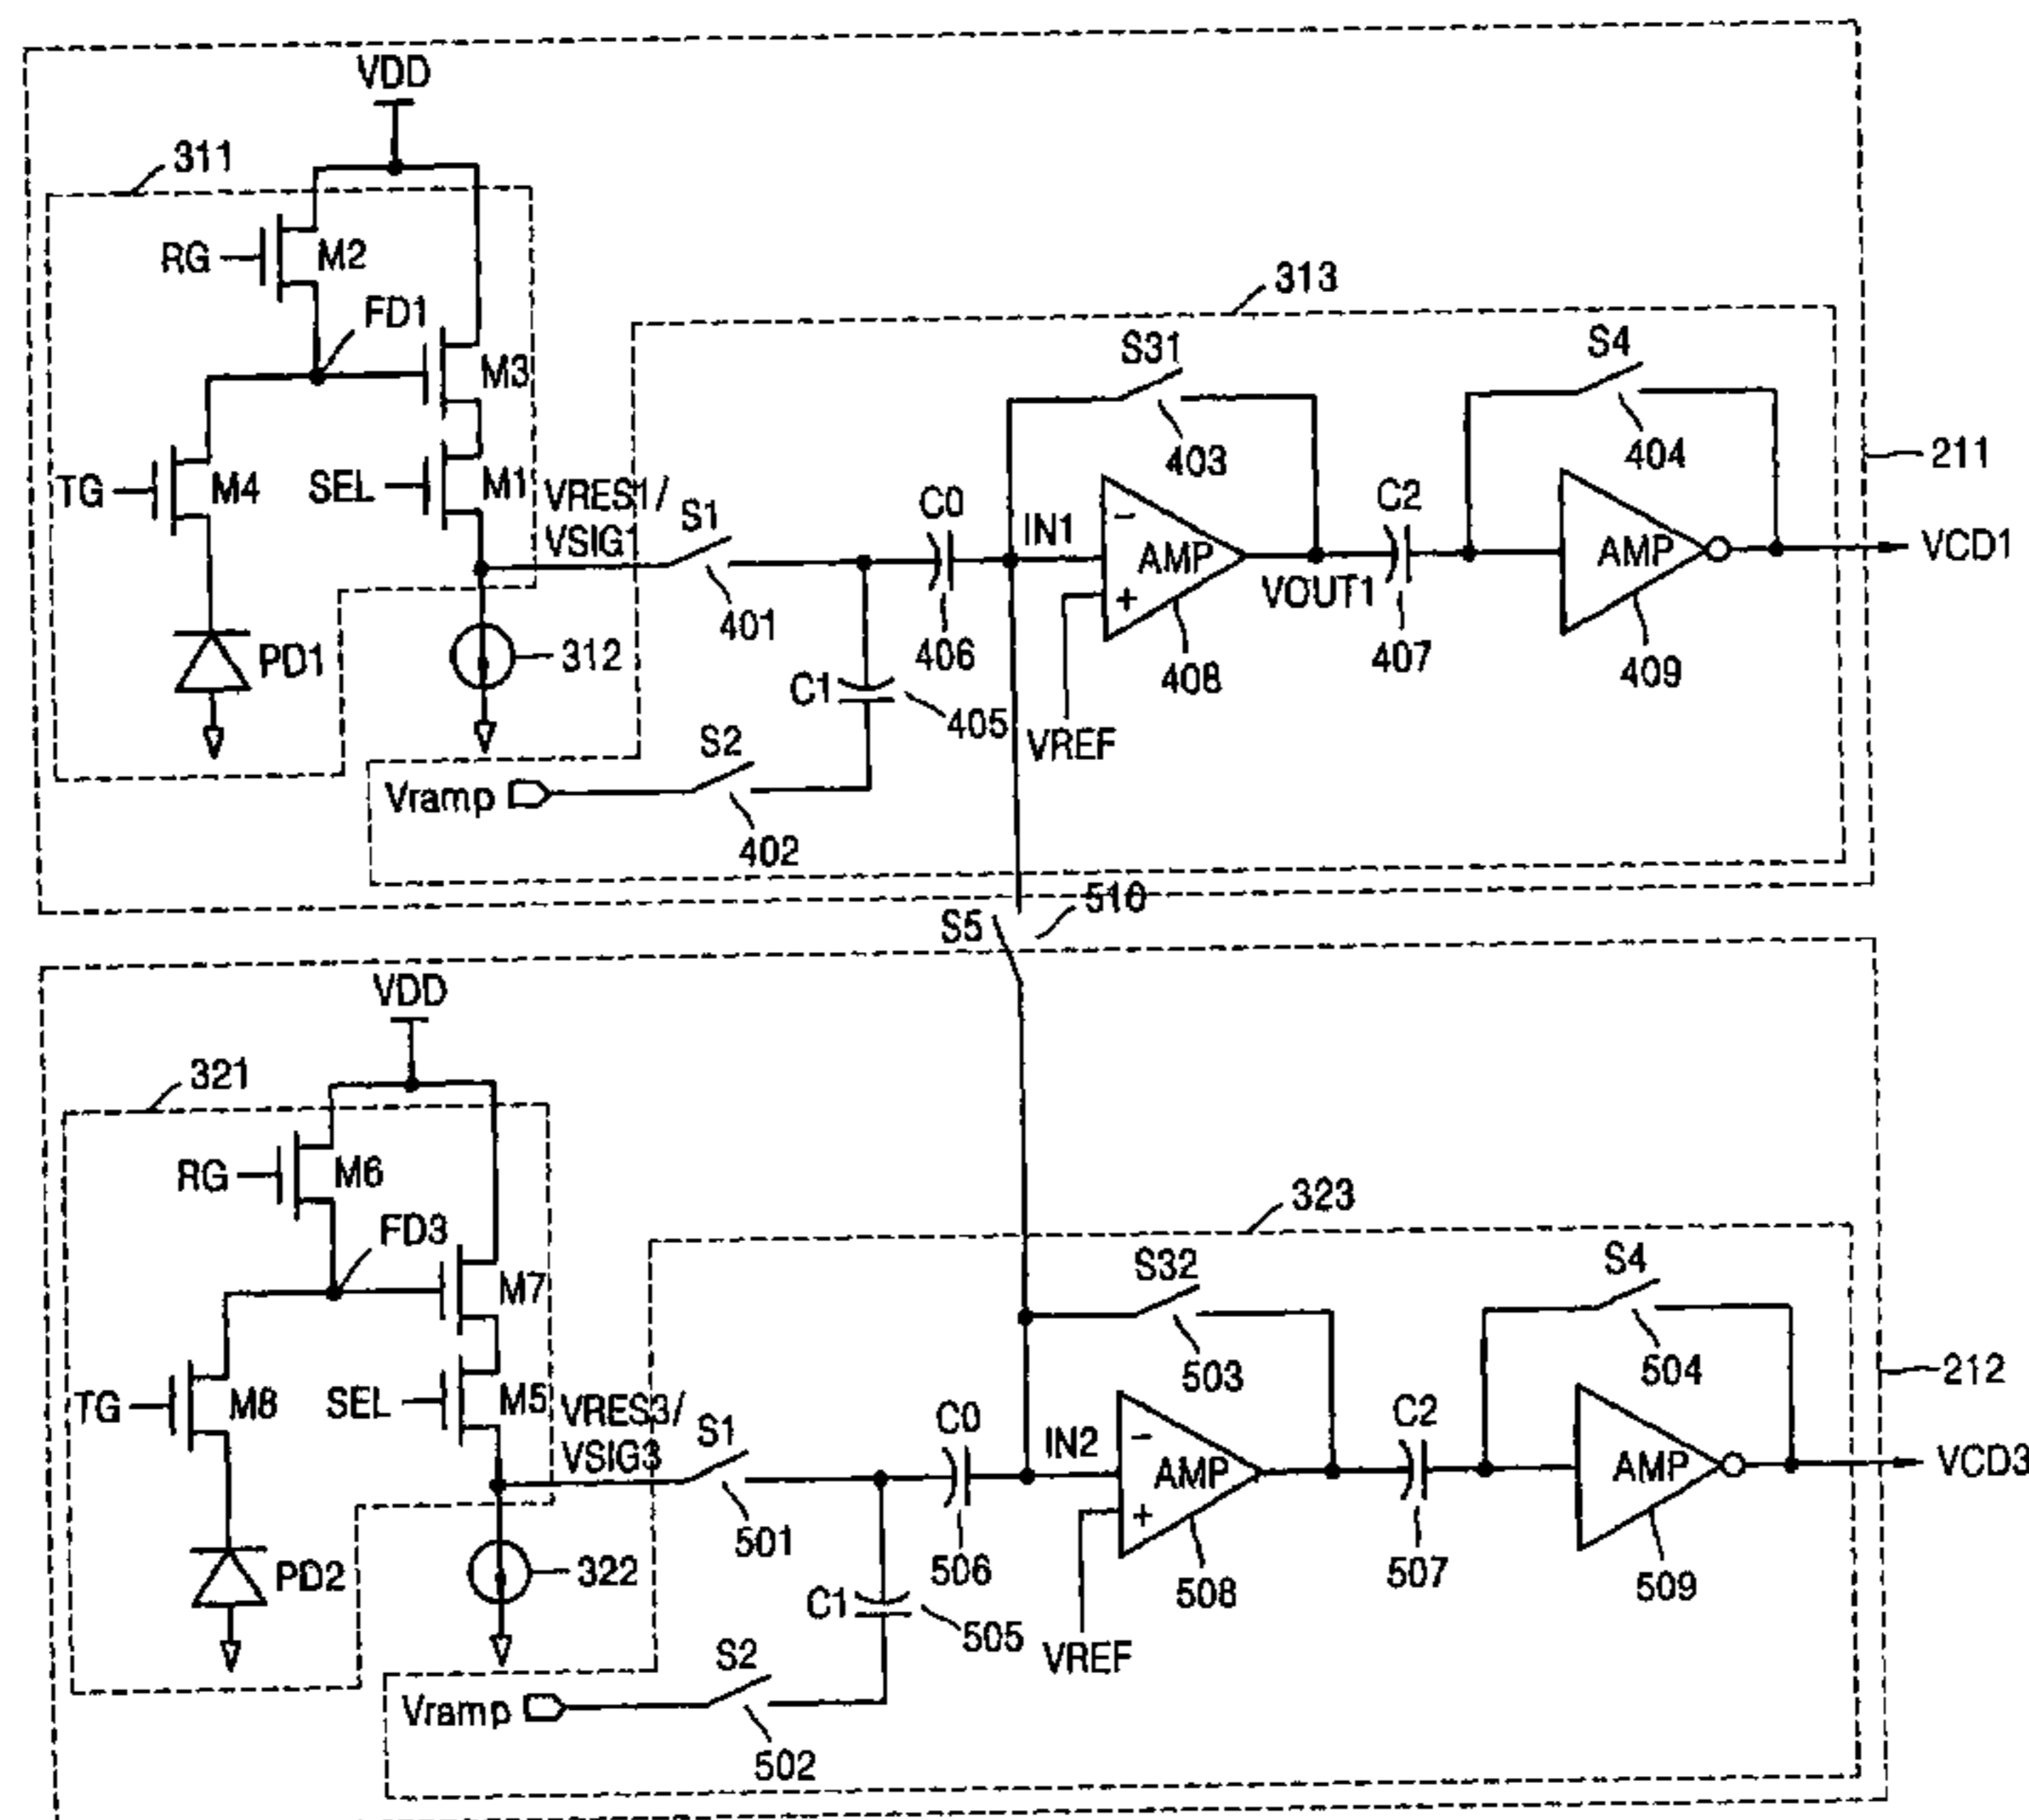 VDD
311
RG
M2
FD1
M3
TG
M4
SEL
M1
VRES1/
VSIG1
S1
401
PD1
312
C1
405
Vramp
S2
402
313
C0
406
IN1
S31
403
AMP
-
+
VREF
408
VOUT1
C2
407
S4
404
AMP
409
VCD1
211
S5
510
VDD
321
RG
M6
FD3
M7
TG
M8
SEL
M5
VRES3/
VSIG3
S1
501
PD2
322
C1
505
Vramp
S2
502
323
C0
506
IN2
S32
503
AMP
-
+
VREF
508
C2
507
S4
504
AMP
509
VCD3
212